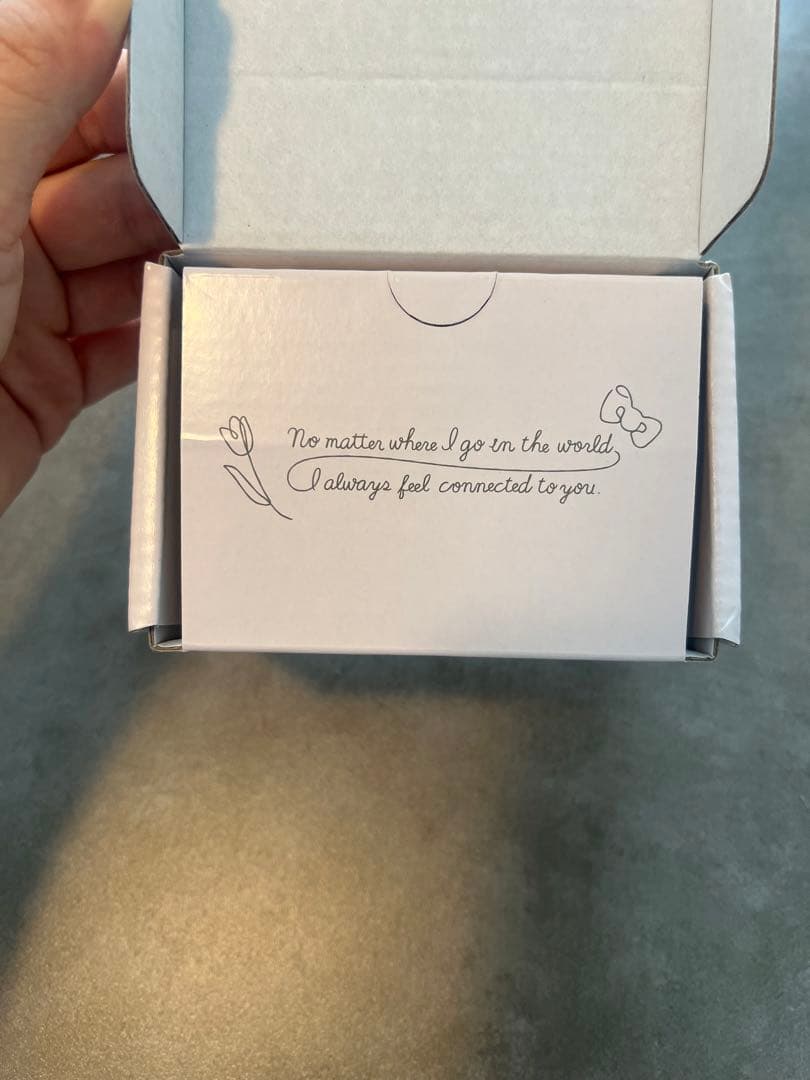 No matter where I go in the world,
I always feel connected to you.